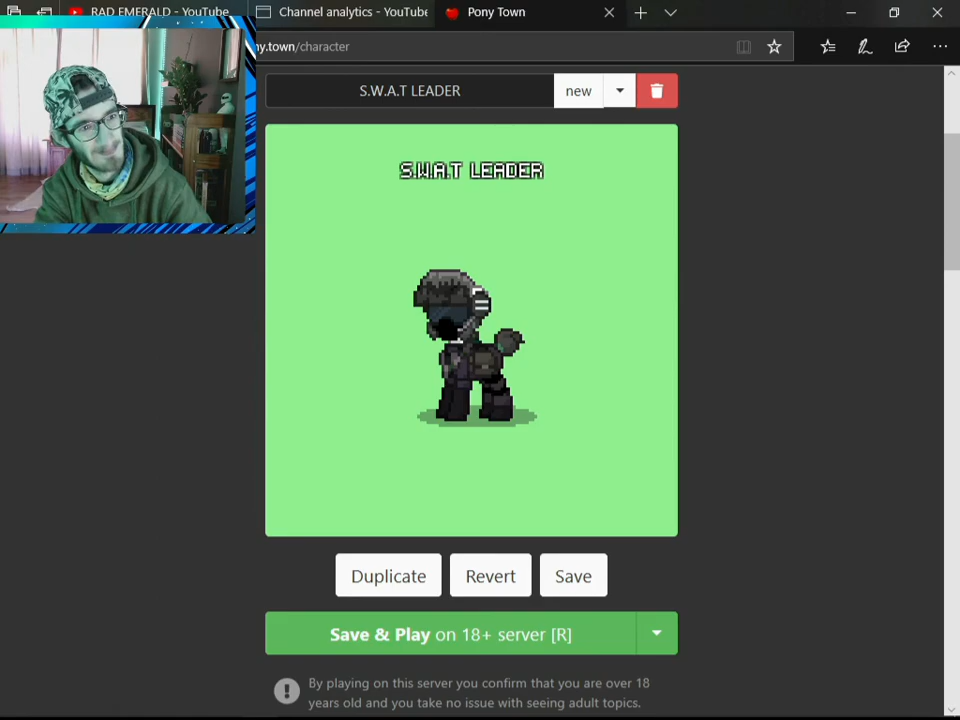 RAD EMERALD - YouTube
Channel analytics - YouTube
Pony Town
ny.town/character
S.W.A.T LEADER
new
S.W.A.T LEADER
Duplicate
Revert
Save
Save & Play on 18+ server [R]
By playing on this server you confirm that you are over 18
years old and you take no issue with seeing adult topics.